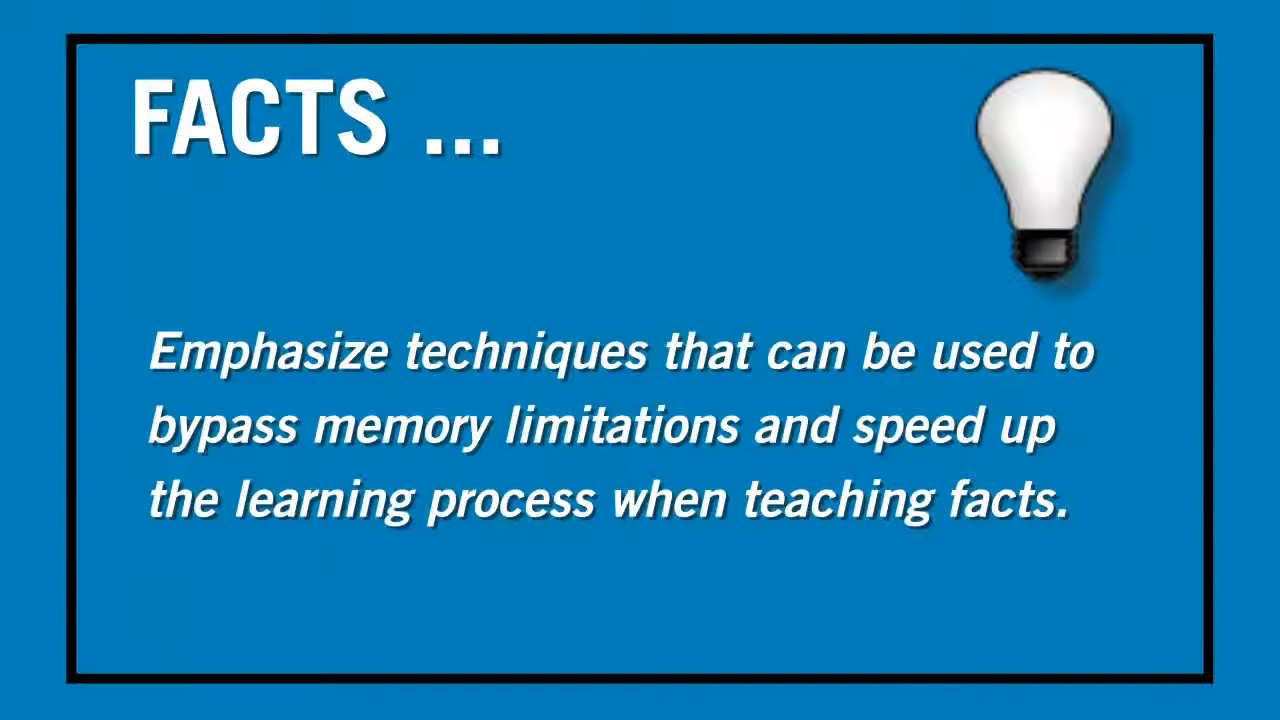 FACTS ...
Emphasize techniques that can be used to
bypass memory limitations and speed up
the learning process when teaching facts.